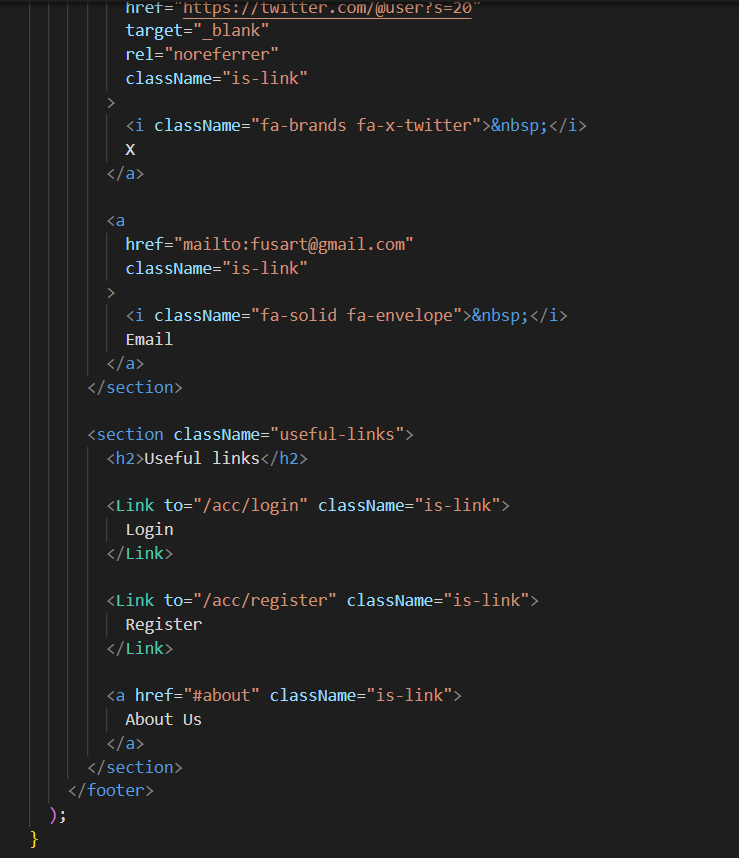 href="https://twitter.com/@user?s=20"
target="_blank"
rel="noreferrer"
className="is-link"
>
<i className="fa-brands fa-x-twitter">&nbsp;</i>
X
</a>
<a
href="mailto:fusart@gmail.com"
className="is-link"
>
<i className="fa-solid fa-envelope">&nbsp;</i>
Email
</a>
</section>
<section className="useful-links">
<h2>Useful links</h2>
<Link to="/acc/login" className="is-link">
Login
</Link>
<Link to="/acc/register" className="is-link">
Register
</Link>
<a href="#about" className="is-link">
About Us
</a>
</section>
</footer>
);
}